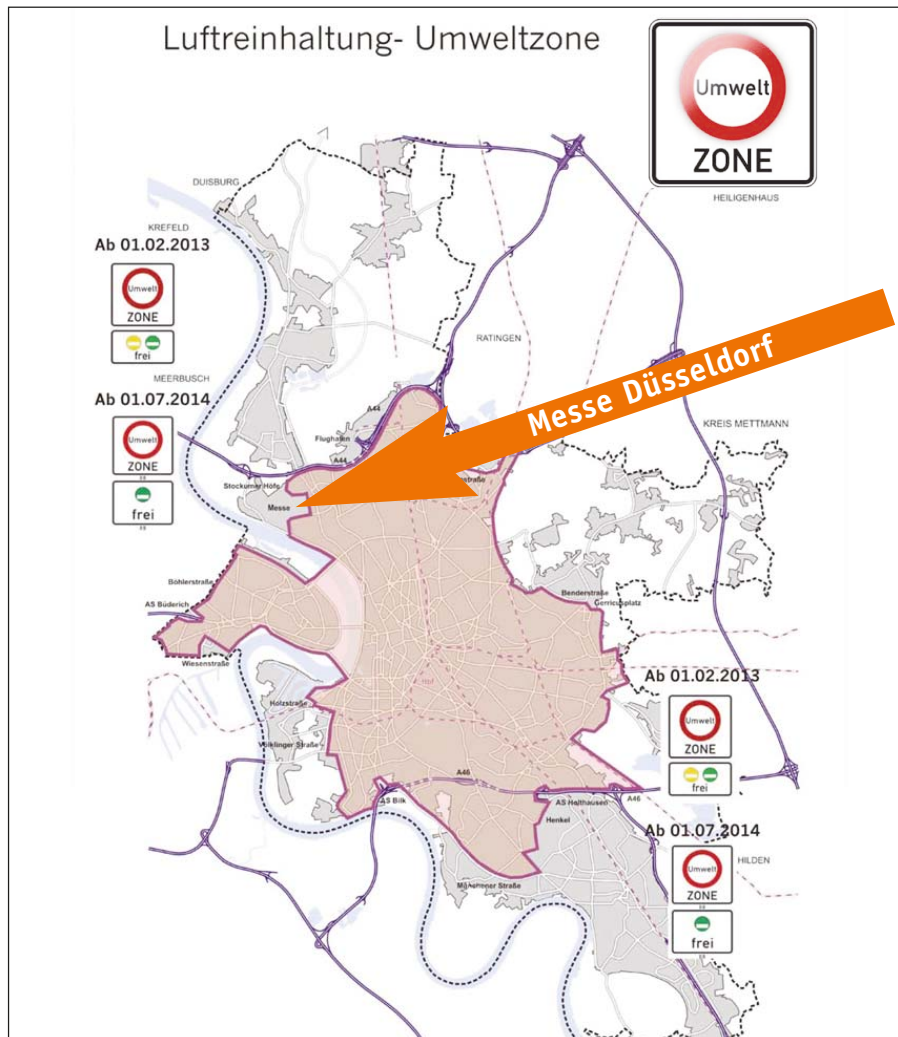 Luftreinhaltung- Umweltzone
Umwelt
ZONE
DUISBURG
HEILIGENHAUS
KREFELD
Ab 01.02.2013
Umwelt
ZONE
frei
RATINGEN
MEERBUSCH
Messe Düsseldorf
Ab 01.07.2014
A44
KREIS METTMANN
Umwelt
ZONE
Flughafen
A44
frei
Stockumer Höfe
Messe
Böhlerstraße
AS Büderich
Benderstraße
Gerricusplatz
Wiesenstraße
Ab 01.02.2013
Holzstraße
Umwelt
ZONE
Völklinger Straße
A46
frei
AS Bilk
AS Holthausen
A46
Henkel
Ab 01.07.2014
Umwelt
HILDEN
ZONE
Münchener Straße
frei